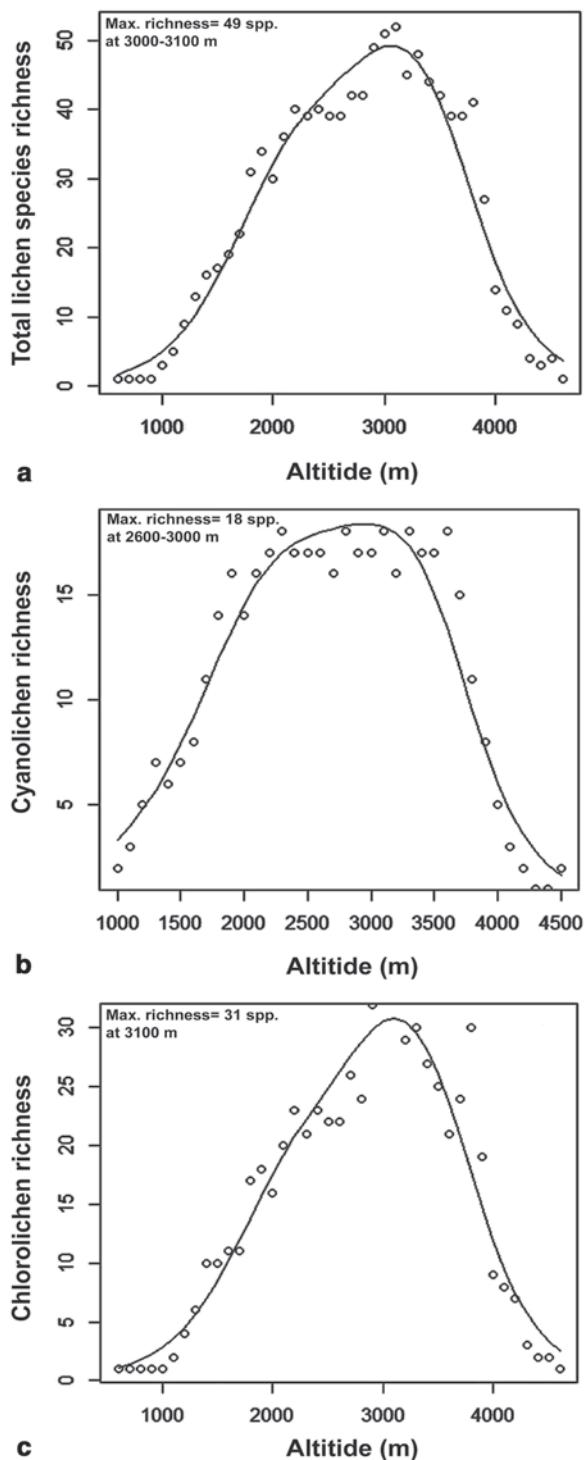 Max. richness= 49 spp.
at 3000-3100 m
Total lichen species richness
0 10 20 30 40 50
1000 2000 3000 4000
a
Altitide (m)
Max. richness= 18 spp.
at 2600-3000 m
Cyanolichen richness
5 10 15
1000 1500 2000 2500 3000 3500 4000 4500
b
Altitide (m)
Max. richness= 31 spp.
at 3100 m
Chlorolichen richness
0 5 10 15 20 25 30
1000 2000 3000 4000
c
Altitide (m)